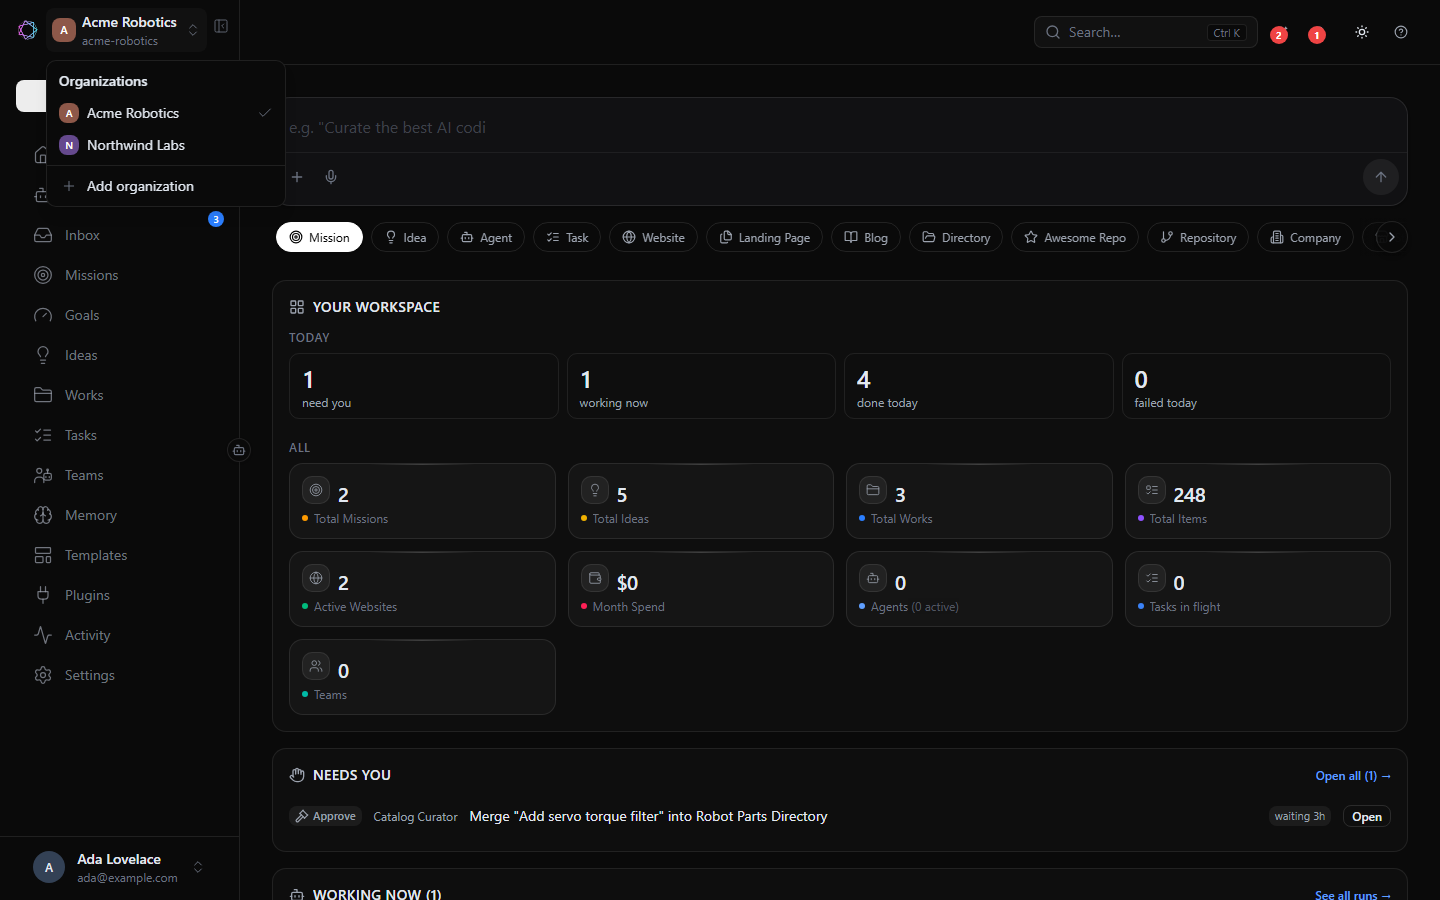 A
Acme Robotics
acme-robotics
Search...
Ctrl K
2
1
Organizations
A
Acme Robotics
N
Northwind Labs
Add organization
e.g. "Curate the best AI codi
3
Inbox
Missions
Goals
Ideas
Works
Tasks
Teams
Memory
Templates
Plugins
Activity
Settings
A
Ada Lovelace
ada@example.com
Mission
Idea
Agent
Task
Website
Landing Page
Blog
Directory
Awesome Repo
Repository
Company
YOUR WORKSPACE
TODAY
1
need you
1
working now
4
done today
0
failed today
ALL
2
Total Missions
5
Total Ideas
3
Total Works
248
Total Items
2
Active Websites
$0
Month Spend
0
Agents (0 active)
0
Tasks in flight
0
Teams
NEEDS YOU
Open all (1) →
Approve
Catalog Curator
Merge "Add servo torque filter" into Robot Parts Directory
waiting 3h
Open
WORKING NOW (1)
See all runs →